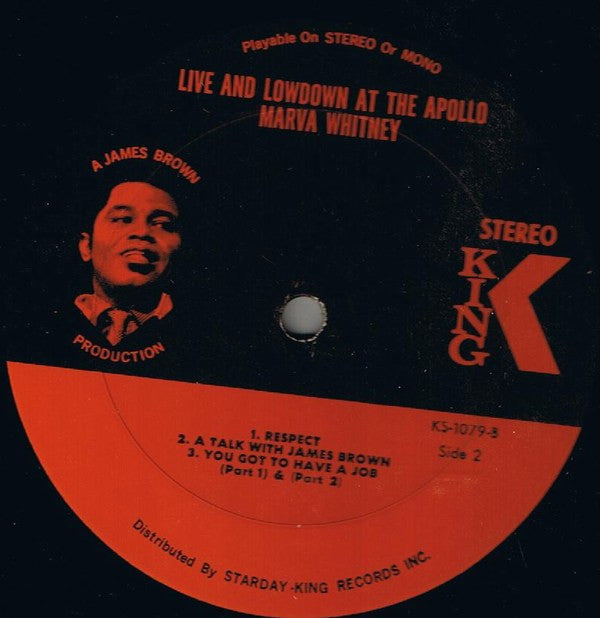 Playable On STEREO Or MONO
LIVE AND LOWDOWN AT THE APOLLO
MARVA WHITNEY
A JAMES BROWN
PRODUCTION
STEREO
KING
K
KS-1079-B
Side 2
1. RESPECT
2. A TALK WITH JAMES BROWN
3. YOU GOT TO HAVE A JOB
(Part 1) & (Part 2)
Distributed By STARDAY-KING RECORDS INC.